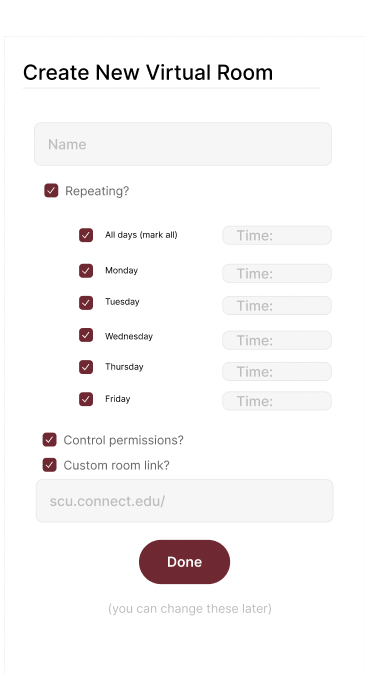 Create New Virtual Room
Name
Repeating?
All days (mark all) Time:
Monday Time:
Tuesday Time:
Wednesday Time:
Thursday Time:
Friday Time:
Control permissions?
Custom room link?
scu.connect.edu/
Done
(you can change these later)